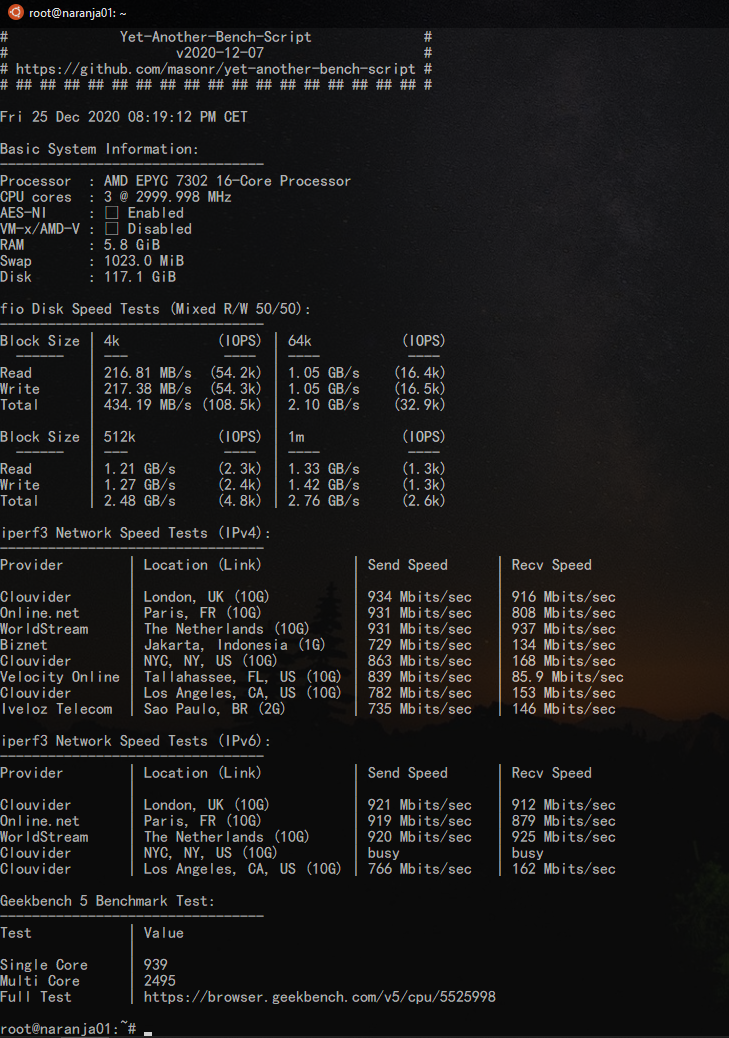 root@naranja01: ~
#              Yet-Another-Bench-Script              #
#                     v2020-12-07                    #
# https://github.com/masonr/yet-another-bench-script #
# ## ## ## ## ## ## ## ## ## ## ## ## ## ## ## ## ## #
Fri 25 Dec 2020 08:19:12 PM CET
Basic System Information:
---------------------------------
Processor  : AMD EPYC 7302 16-Core Processor
CPU cores  : 3 @ 2999.998 MHz
AES-NI     : □ Enabled
VM-x/AMD-V : □ Disabled
RAM        : 5.8 GiB
Swap       : 1023.0 MiB
Disk       : 117.1 GiB
fio Disk Speed Tests (Mixed R/W 50/50):
---------------------------------
Block Size | 4k            (IOPS) | 64k           (IOPS)
  ------   | ---            ----  | ----           ----
Read       | 216.81 MB/s  (54.2k) | 1.05 GB/s    (16.4k)
Write      | 217.38 MB/s  (54.3k) | 1.05 GB/s    (16.5k)
Total      | 434.19 MB/s (108.5k) | 2.10 GB/s    (32.9k)
Block Size | 512k          (IOPS) | 1m            (IOPS)
  ------   | ---            ----  | ----           ----
Read       | 1.21 GB/s     (2.3k) | 1.33 GB/s     (1.3k)
Write      | 1.27 GB/s     (2.4k) | 1.42 GB/s     (1.3k)
Total      | 2.48 GB/s     (4.8k) | 2.76 GB/s     (2.6k)
iperf3 Network Speed Tests (IPv4):
---------------------------------
Provider        | Location (Link)           | Send Speed      | Recv Speed
Clouvider       | London, UK (10G)          | 934 Mbits/sec   | 916 Mbits/sec
Online.net      | Paris, FR (10G)           | 931 Mbits/sec   | 808 Mbits/sec
WorldStream     | The Netherlands (10G)     | 931 Mbits/sec   | 937 Mbits/sec
Biznet          | Jakarta, Indonesia (1G)   | 729 Mbits/sec   | 134 Mbits/sec
Clouvider       | NYC, NY, US (10G)         | 863 Mbits/sec   | 168 Mbits/sec
Velocity Online | Tallahassee, FL, US (10G) | 839 Mbits/sec   | 85.9 Mbits/sec
Clouvider       | Los Angeles, CA, US (10G) | 782 Mbits/sec   | 153 Mbits/sec
Iveloz Telecom  | Sao Paulo, BR (2G)        | 735 Mbits/sec   | 146 Mbits/sec
iperf3 Network Speed Tests (IPv6):
---------------------------------
Provider        | Location (Link)           | Send Speed      | Recv Speed
Clouvider       | London, UK (10G)          | 921 Mbits/sec   | 912 Mbits/sec
Online.net      | Paris, FR (10G)           | 919 Mbits/sec   | 879 Mbits/sec
WorldStream     | The Netherlands (10G)     | 920 Mbits/sec   | 925 Mbits/sec
Clouvider       | NYC, NY, US (10G)         | busy            | busy
Clouvider       | Los Angeles, CA, US (10G) | 766 Mbits/sec   | 162 Mbits/sec
Geekbench 5 Benchmark Test:
---------------------------------
Test            | Value
Single Core     | 939
Multi Core      | 2495
Full Test       | https://browser.geekbench.com/v5/cpu/5525998
root@naranja01:~#